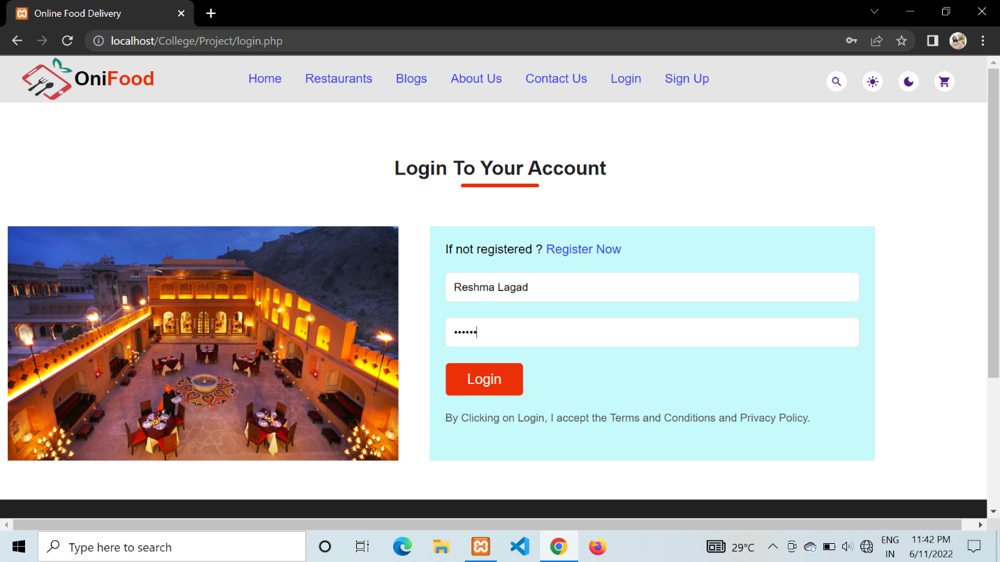 Online Food Delivery
localhost/College/Project/login.php
OniFood
Home Restaurants Blogs About Us Contact Us Login Sign Up
Login To Your Account
If not registered ? Register Now
Reshma Lagad
••••••
Login
By Clicking on Login, I accept the Terms and Conditions and Privacy Policy.
Type here to search
29°C
ENG
IN
11:42 PM
6/11/2022